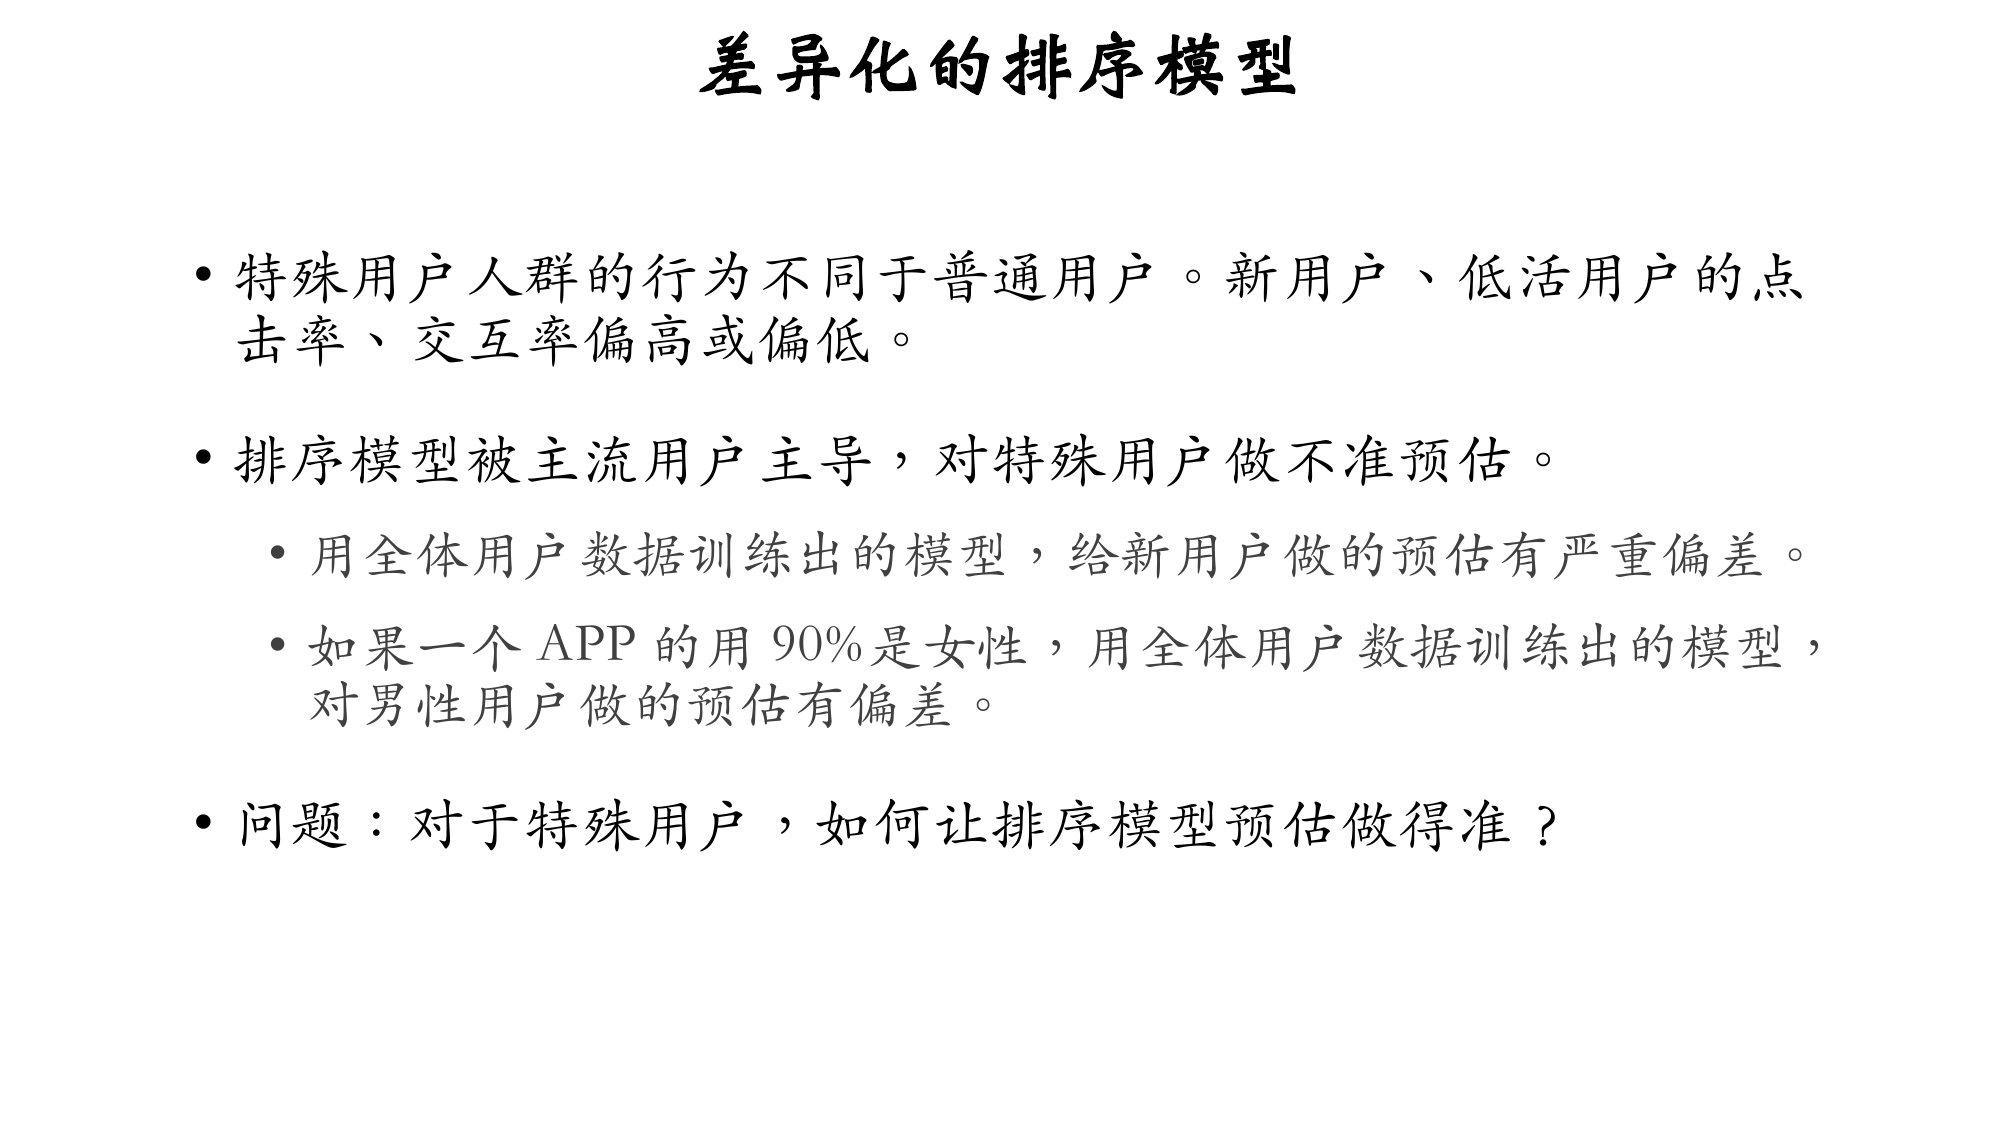 差异化的排序模型
• 特殊用户人群的行为不同于普通用户。新用户、低活用户的点
击率、交互率偏高或偏低。
• 排序模型被主流用户主导，对特殊用户做不准预估。
• 用全体用户数据训练出的模型，给新用户做的预估有严重偏差。
• 如果一个 APP 的用 90%是女性，用全体用户数据训练出的模型，
对男性用户做的预估有偏差。
• 问题：对于特殊用户，如何让排序模型预估做得准？